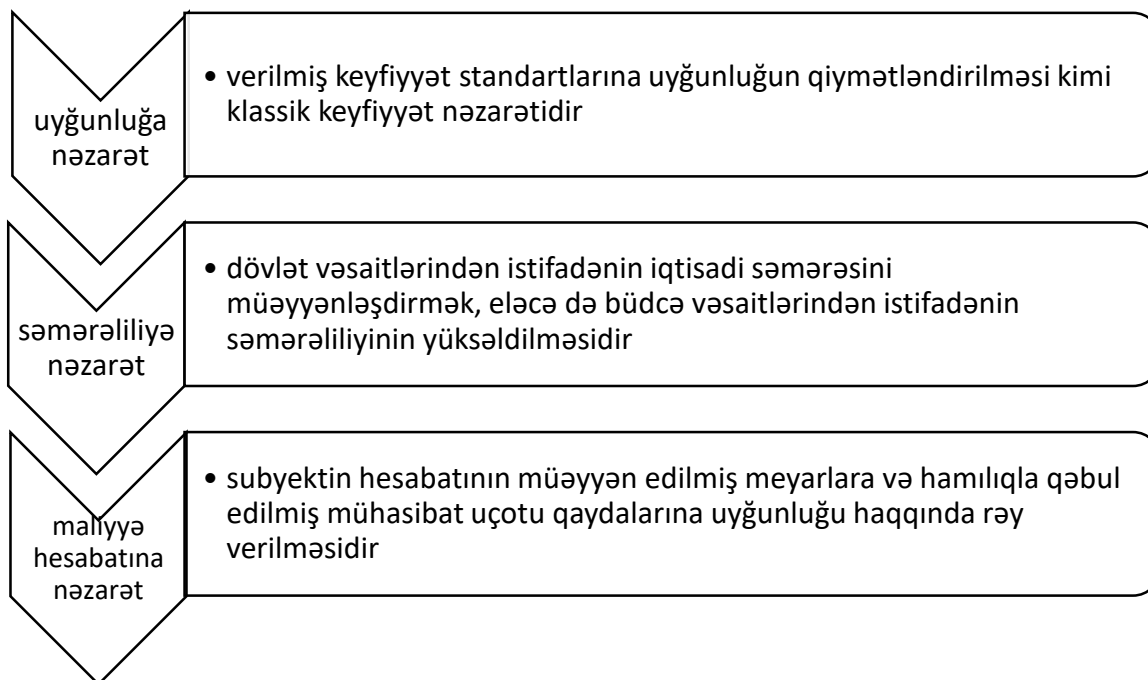 uyğunluğa
nəzarət
• verilmiş keyfiyyət standartlarına uyğunluğun qiymətləndirilməsi kimi
klassik keyfiyyət nəzarətidir
səmərəliliyə
nəzarət
• dövlət vəsaitlərindən istifadənin iqtisadi səmərəsini
müəyyənləşdirmək, eləcə də büdcə vəsaitlərindən istifadənin
səmərəliliyinin yüksəldilməsidir
maliyyə
hesabatına
nəzarət
• subyektin hesabatının müəyyən edilmiş meyarlara və hamılıqla qəbul
edilmiş mühasibat uçotu qaydalarına uyğunluğu haqqında rəy
verilməsidir